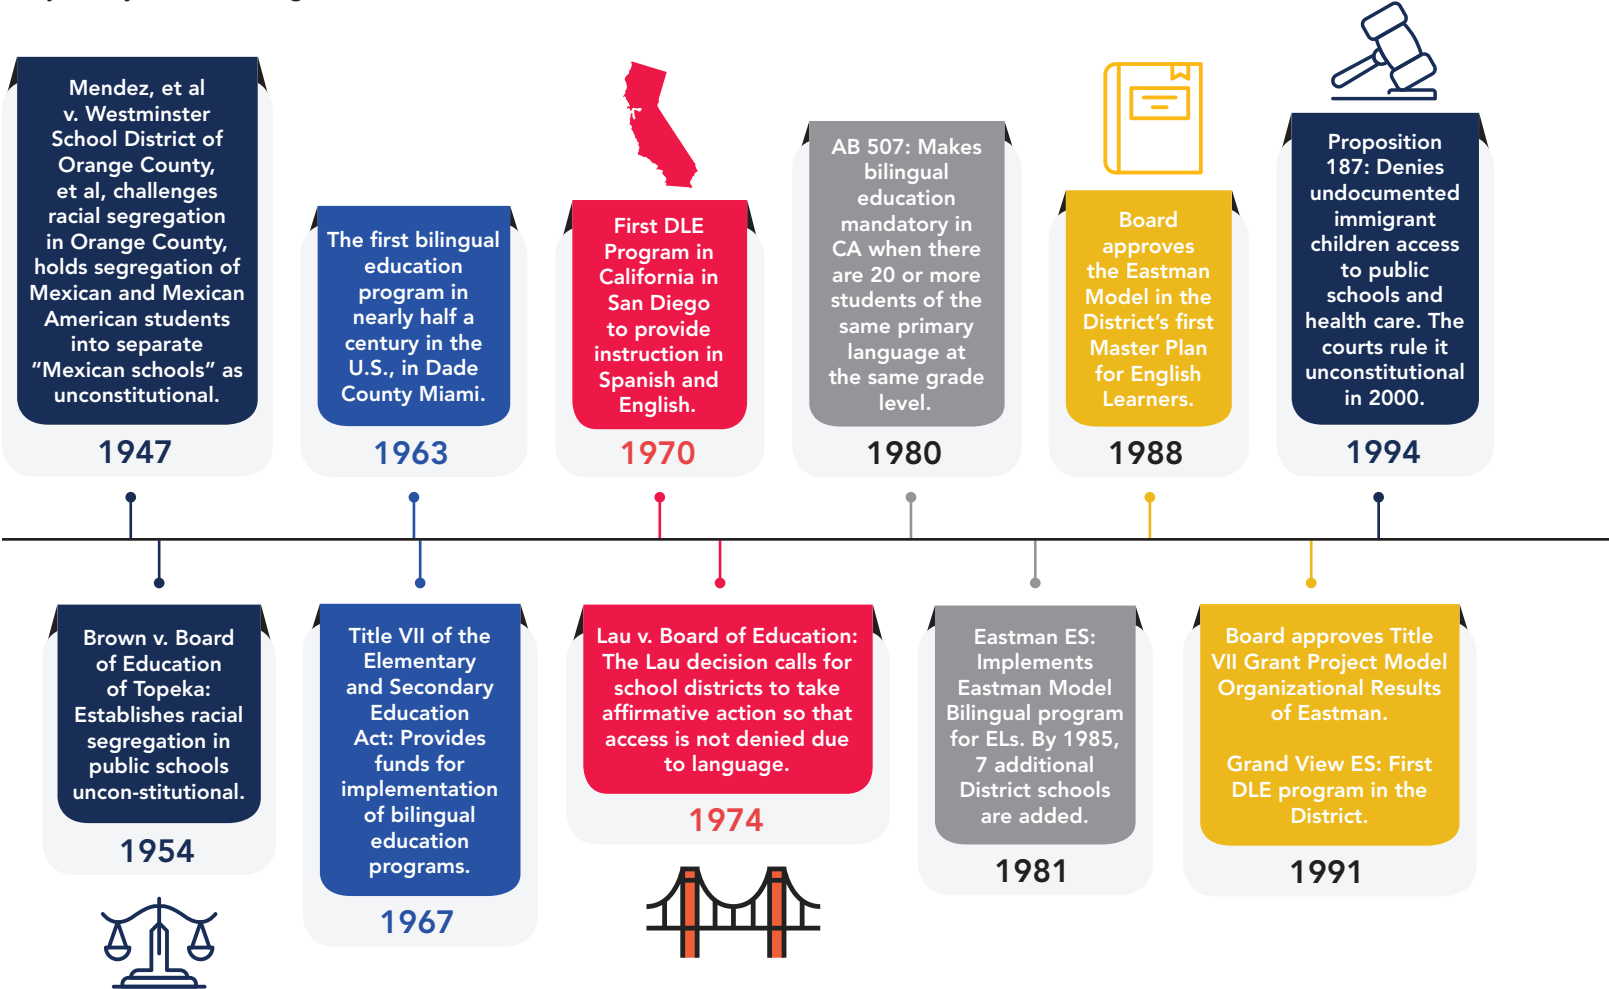 Mendez, et al
v. Westminster
School District of
Orange County,
et al, challenges
racial segregation
in Orange County,
holds segregation of
Mexican and Mexican
American students
into separate
“Mexican schools” as
unconstitutional.
1947
The first bilingual
education
program in
nearly half a
century in the
U.S., in Dade
County Miami.
1963
First DLE
Program in
California in
San Diego
to provide
instruction in
Spanish and
English.
1970
AB 507: Makes
bilingual
education
mandatory in
CA when there
are 20 or more
students of the
same primary
language at
the same grade
level.
1980
Board
approves
the Eastman
Model in the
District’s first
Master Plan
for English
Learners.
1988
Proposition
187: Denies
undocumented
immigrant
children access
to public
schools and
health care. The
courts rule it
unconstitutional
in 2000.
1994
Brown v. Board
of Education
of Topeka:
Establishes racial
segregation in
public schools
uncon-stitutional.
1954
Title VII of the
Elementary
and Secondary
Education
Act: Provides
funds for
implementation
of bilingual
education
programs.
1967
Lau v. Board of Education:
The Lau decision calls for
school districts to take
affirmative action so that
access is not denied due
to language.
1974
Eastman ES:
Implements
Eastman Model
Bilingual program
for ELs. By 1985,
7 additional
District schools
are added.
1981
Board approves Title
VII Grant Project Model
Organizational Results
of Eastman.
Grand View ES: First
DLE program in the
District.
1991